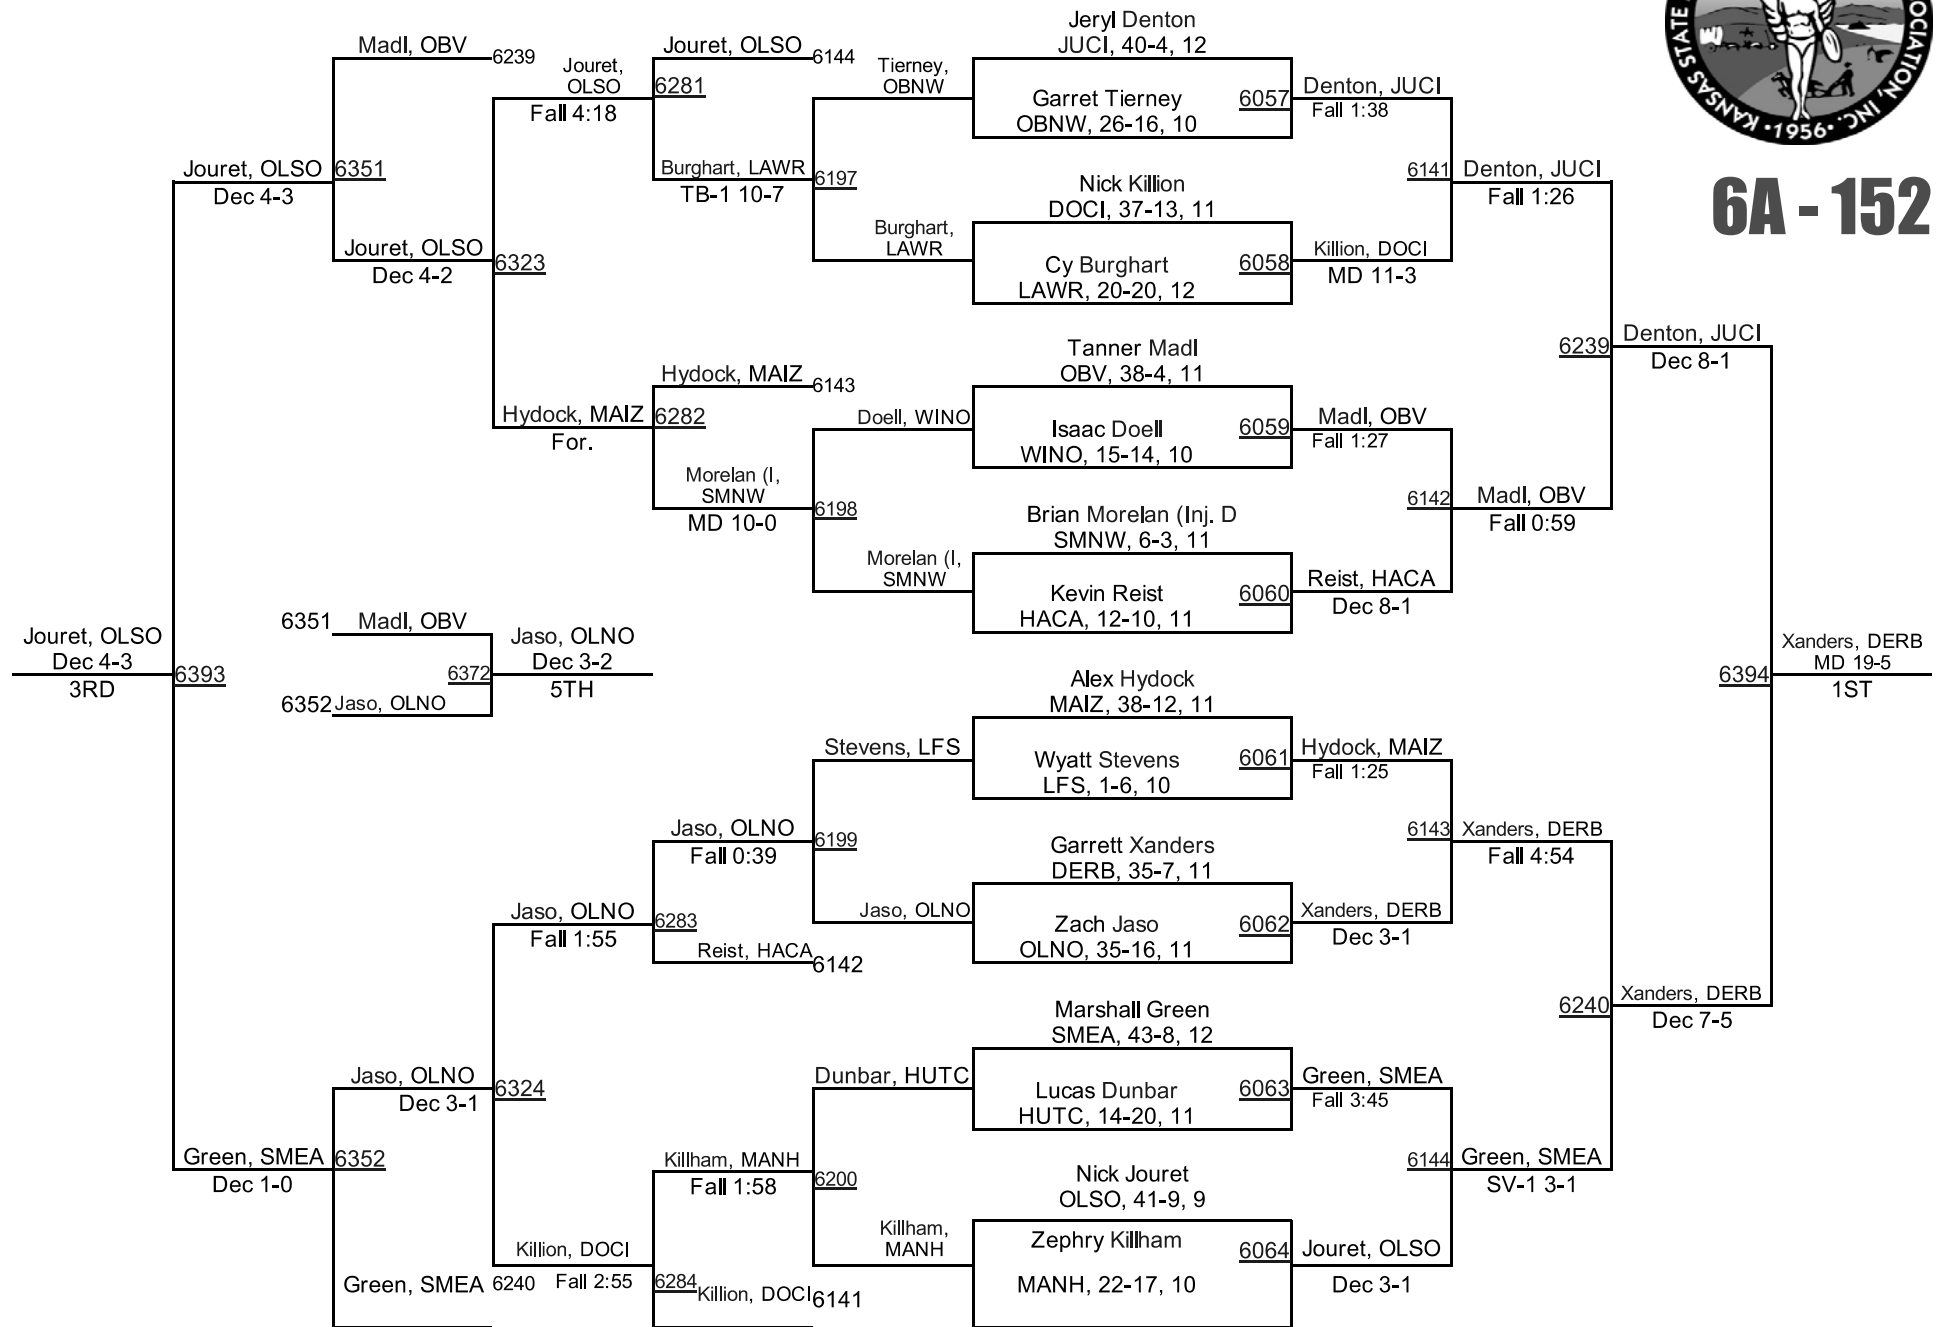 KANSAS STATE A
OCIATION, INC.
•1956•
6A - 152
Madl, OBV
6239
Jouret,
OLSO
Fall 4:18
Jouret, OLSO
6144
6281
Burghart, LAWR
TB-1 10-7
Tierney,
OBNW
6197
Burghart,
LAWR
Jeryl Denton
JUCI, 40-4, 12
Garret Tierney
OBNW, 26-16, 10
6057
Denton, JUCI
Fall 1:38
Nick Killion
DOCI, 37-13, 11
Cy Burghart
LAWR, 20-20, 12
6058
Killion, DOCI
MD 11-3
6141
Denton, JUCI
Fall 1:26
Jouret, OLSO
Dec 4-3
6351
Jouret, OLSO
Dec 4-2
6323
Hydock, MAIZ
For.
Hydock, MAIZ
6143
6282
Morelan (I,
SMNW
MD 10-0
Doell, WINO
6198
Morelan (I,
SMNW
Tanner Madl
OBV, 38-4, 11
Isaac Doell
WINO, 15-14, 10
6059
Madl, OBV
Fall 1:27
Brian Morelan (Inj. D
SMNW, 6-3, 11
Kevin Reist
HACA, 12-10, 11
6060
Reist, HACA
Dec 8-1
6142
Madl, OBV
Fall 0:59
6239
Denton, JUCI
Dec 8-1
Jouret, OLSO
Dec 4-3
3RD
6393
6351
Madl, OBV
6352
Jaso, OLNO
6372
Jaso, OLNO
Dec 3-2
5TH
6394
Xanders, DERB
MD 19-5
1ST
Alex Hydock
MAIZ, 38-12, 11
Stevens, LFS
Wyatt Stevens
LFS, 1-6, 10
6061
Hydock, MAIZ
Fall 1:25
Jaso, OLNO
Fall 0:39
6199
Garrett Xanders
DERB, 35-7, 11
Jaso, OLNO
Zach Jaso
OLNO, 35-16, 11
6062
Xanders, DERB
Dec 3-1
6143
Xanders, DERB
Fall 4:54
Jaso, OLNO
Fall 1:55
6283
Reist, HACA
6142
6240
Xanders, DERB
Dec 7-5
Marshall Green
SMEA, 43-8, 12
Jaso, OLNO
Dec 3-1
6324
Dunbar, HUTC
Lucas Dunbar
HUTC, 14-20, 11
6063
Green, SMEA
Fall 3:45
Green, SMEA
Dec 1-0
6352
Killham, MANH
Fall 1:58
6200
Nick Jouret
OLSO, 41-9, 9
6144
Green, SMEA
SV-1 3-1
Killham,
MANH
Zephry Killham
MANH, 22-17, 10
6064
Jouret, OLSO
Dec 3-1
Killion, DOCI
Fall 2:55
Green, SMEA
6240
6284
Killion, DOCI
6141